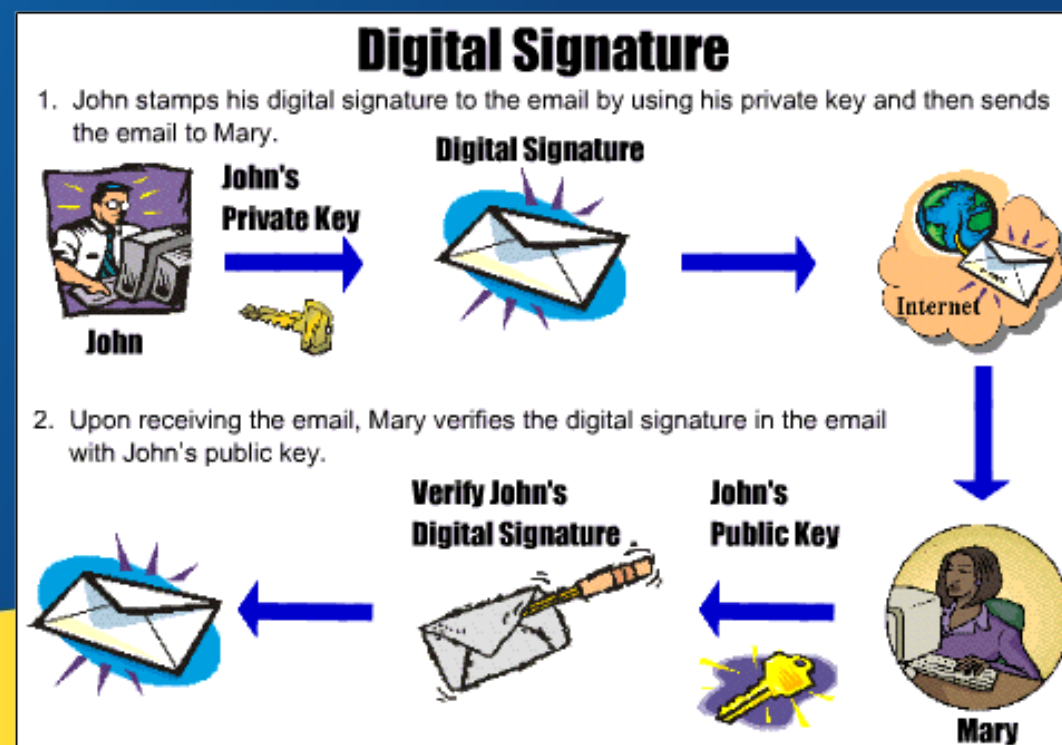 Digital Signature
1. John stamps his digital signature to the email by using his private key and then sends
the email to Mary.
Digital Signature
John's
Private Key
John
Internet
2. Upon receiving the email, Mary verifies the digital signature in the email
with John's public key.
Verify John's
Digital Signature .
John's
Public Key
Mary